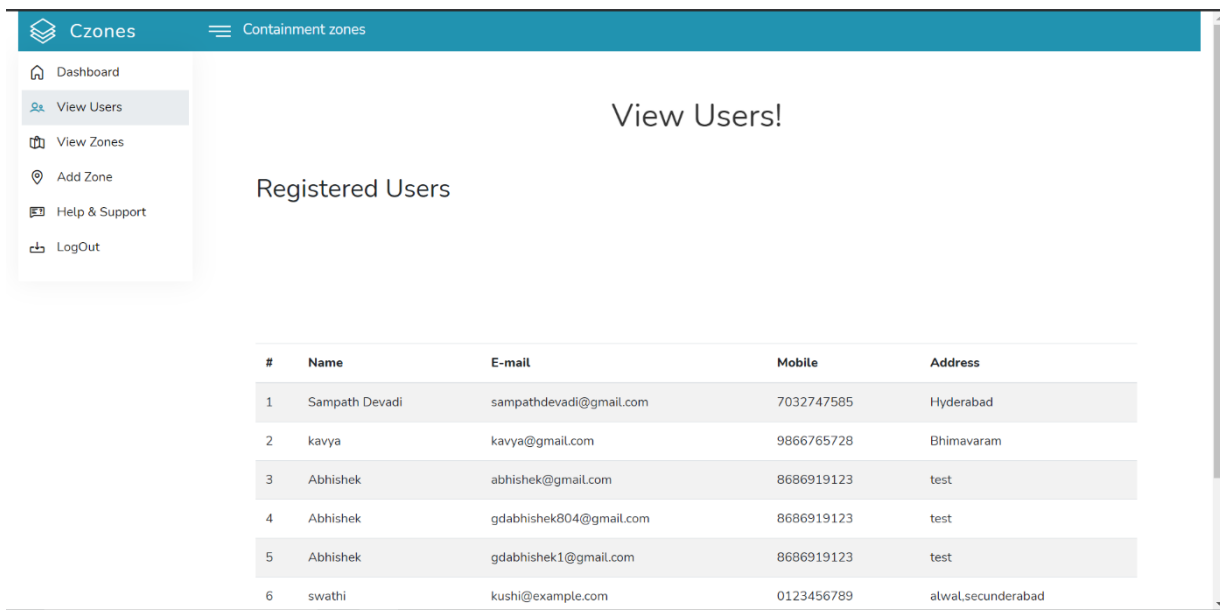 Czones
Containment zones
Dashboard
View Users
View Zones
Add Zone
Help & Support
LogOut
View Users!
Registered Users
# Name E-mail Mobile Address
1 Sampath Devadi sampathdevadi@gmail.com 7032747585 Hyderabad
2 kavya kavya@gmail.com 9866765728 Bhimavaram
3 Abhishek abhishek@gmail.com 8686919123 test
4 Abhishek gdabhishek804@gmail.com 8686919123 test
5 Abhishek gdabhishek1@gmail.com 8686919123 test
6 swathi kushi@example.com 0123456789 alwal,secunderabad